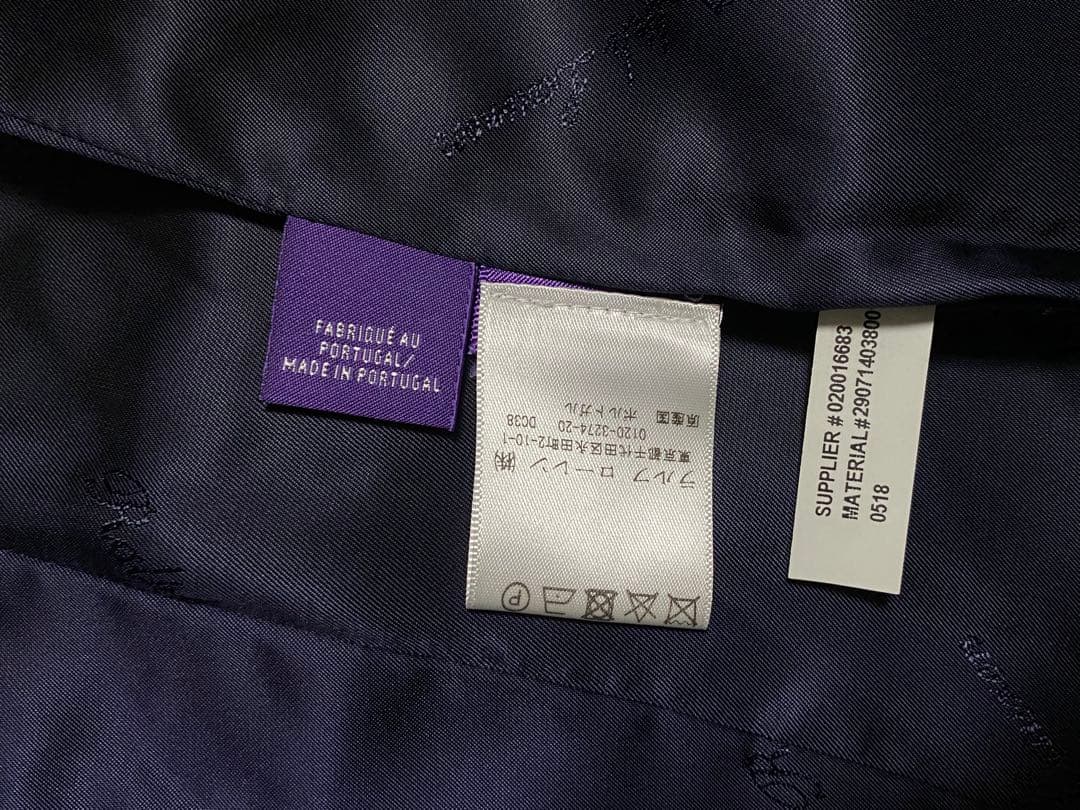 FABRIQUÉ AU
PORTUGAL/
MADE IN PORTUGAL
ラルフ ローレン ㈱
東京都千代田区永田町2-10-1
0120-3274-20 DC38
原産国 ポルトガル
SUPPLIER # 020016683
MATERIAL#29071403800
0518